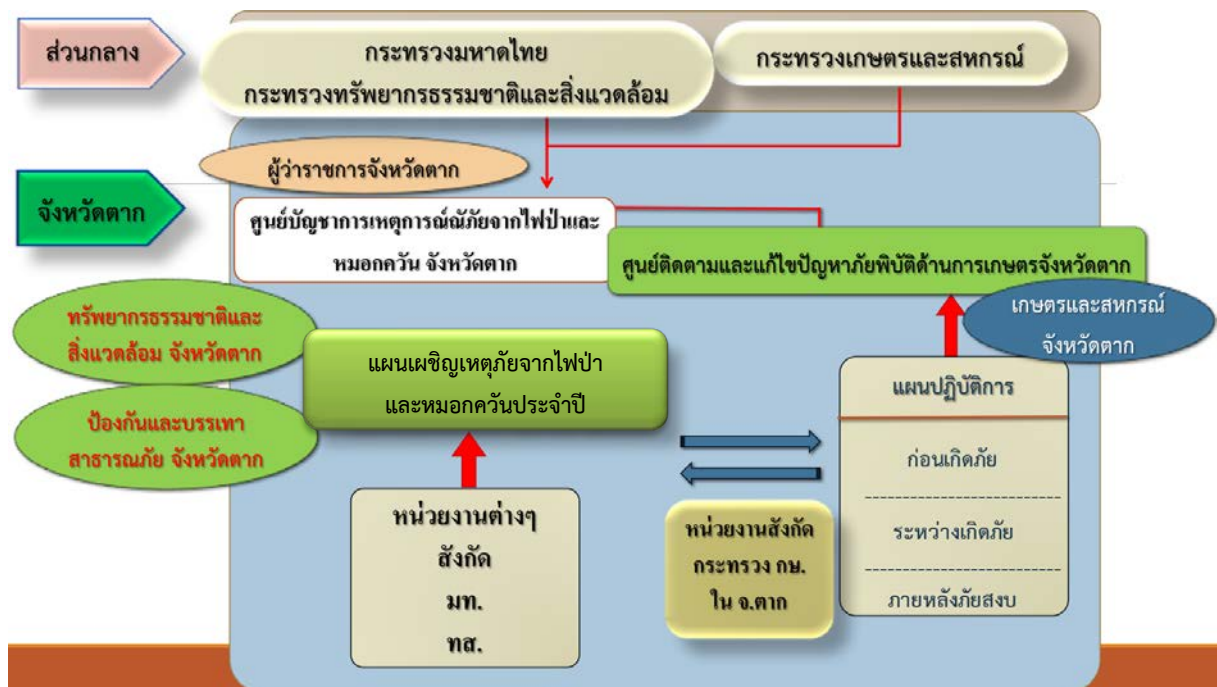 ส่วนกลาง
กระทรวงมหาดไทย
กระทรวงทรัพยากรธรรมชาติและสิ่งแวดล้อม
กระทรวงเกษตรและสหกรณ์
ผู้ว่าราชการจังหวัดตาก
จังหวัดตาก
ศูนย์บัญชาการเหตุการณ์ณัภัยจากไฟป่าและ
หมอกควัน จังหวัดตาก
ศูนย์ติดตามและแก้ไขปัญหาภัยพิบัติด้านการเกษตรจังหวัดตาก
เกษตรและสหกรณ์
จังหวัดตาก
ทรัพยากรธรรมชาติและ
สิ่งแวดล้อม จังหวัดตาก
แผนเผชิญเหตุภัยจากไฟป่า
และหมอกควันประจำปี
ป้องกันและบรรเทา
สาธารณภัย จังหวัดตาก
แผนปฏิบัติการ
ก่อนเกิดภัย
ระหว่างเกิดภัย
ภายหลังภัยสงบ
หน่วยงานต่างๆ
สังกัด
มท.
ทส.
หน่วยงานสังกัด
กระทรวง กษ.
ใน จ.ตาก